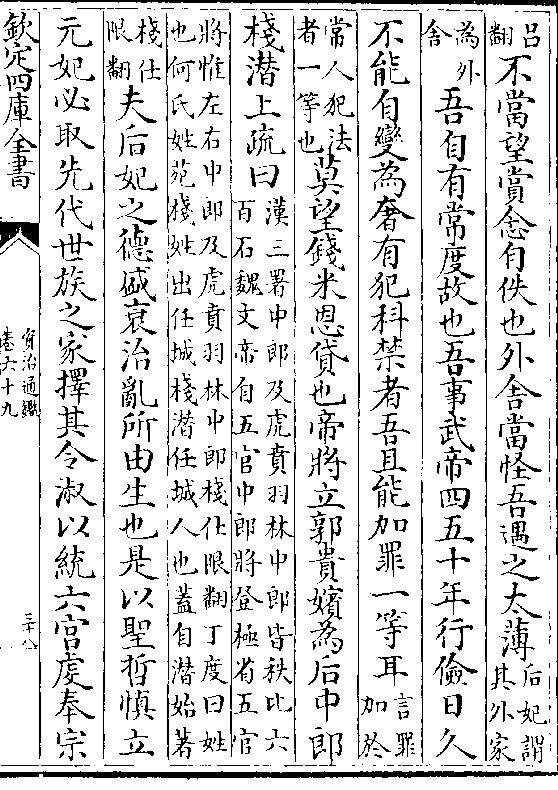 呂
翻不當望賞念自佚也外舍當怪吾遇之太薄后妃謂
其外家
為外
舍吾自有常度故也吾事武帝四五十年行儉日久
不能自變為奢有犯科禁者吾且能加罪一等耳言罪
加於
常人犯法
者一等也莫望錢米恩貸也帝將立郭貴嬪為后中郎
棧潛上疏曰漢三署中郎及虎賁羽林中郎皆秩比六
百石魏文帝自五官中郎將登極省五官
將惟左右中郎及虎賁羽林中郎棧仕限翻丁度曰姓
也何氏姓苑棧姓出任城棧潛任城人也蓋自潛始著
棧仕
限翻夫后妃之德盛衰治亂所由生也是以聖哲慎立
元妃必取先代世族之家擇其令淑以統六宮虔奉宗
欽定四庫全書
資治通鑑
卷六十九
三十八